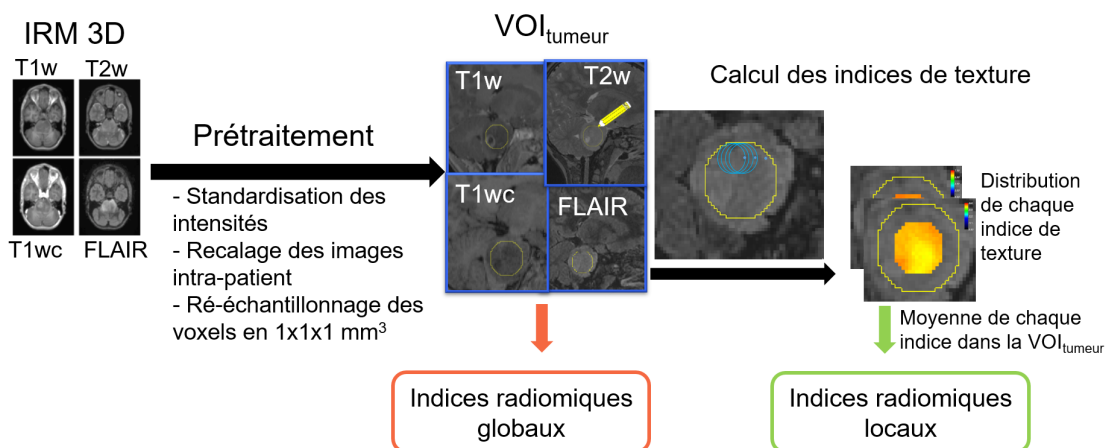 IRM 3D
T1w T2w
T1wc FLAIR
Prétraitement
- Standardisation des
intensités
- Recalage des images
intra-patient
- Ré-échantillonnage des
voxels en 1x1x1 mm³
VOI_tumeur
T1w T2w
T1wc FLAIR
Calcul des indices de texture
Distribution
de chaque
indice de
texture
Moyenne de chaque
indice dans la VOI_tumeur
Indices radiomiques
globaux
Indices radiomiques
locaux